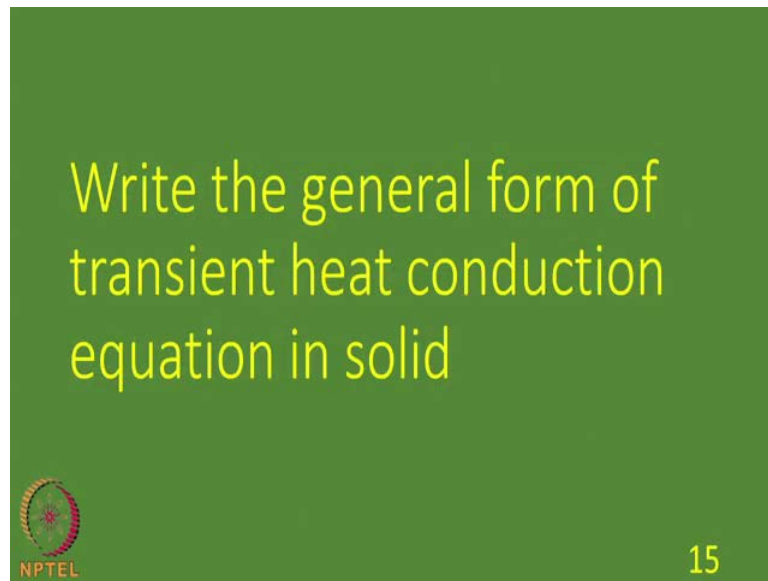 Write the general form of
transient heat conduction
equation in solid
NPTEL
15